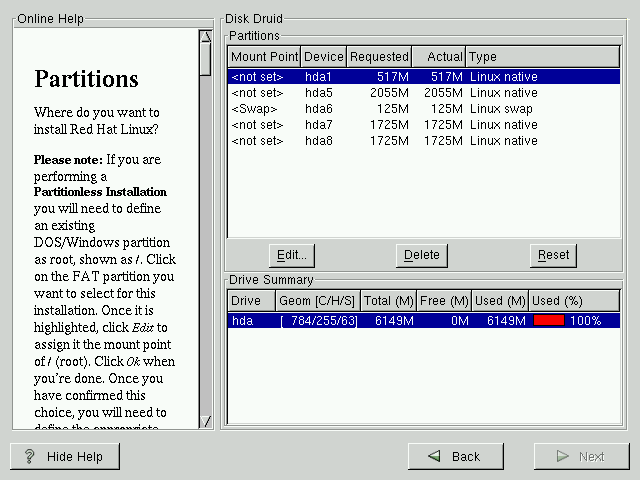 Online Help
Partitions
Where do you want to
install Red Hat Linux?
Please note: If you are
performing a
Partitionless Installation
you will need to define
an existing
DOS/Windows partition
as root, shown as /. Click
on the FAT partition you
want to select for this
installation. Once it is
highlighted, click Edit to
assign it the mount point
of / (root). Click Ok when
you're done. Once you
have confirmed this
choice, you will need to
define the appropriate
Hide Help
Disk Druid
Partitions
Mount Point Device Requested Actual Type
<not set> hda1 517M 517M Linux native
<not set> hda5 2055M 2055M Linux native
<Swap> hda6 125M 125M Linux swap
<not set> hda7 1725M 1725M Linux native
<not set> hda8 1725M 1725M Linux native
Edit... Delete Reset
Drive Summary
Drive Geom [C/H/S] Total (M) Free (M) Used (M) Used (%)
hda [ 784/255/63] 6149M 0M 6149M 100%
Back Next